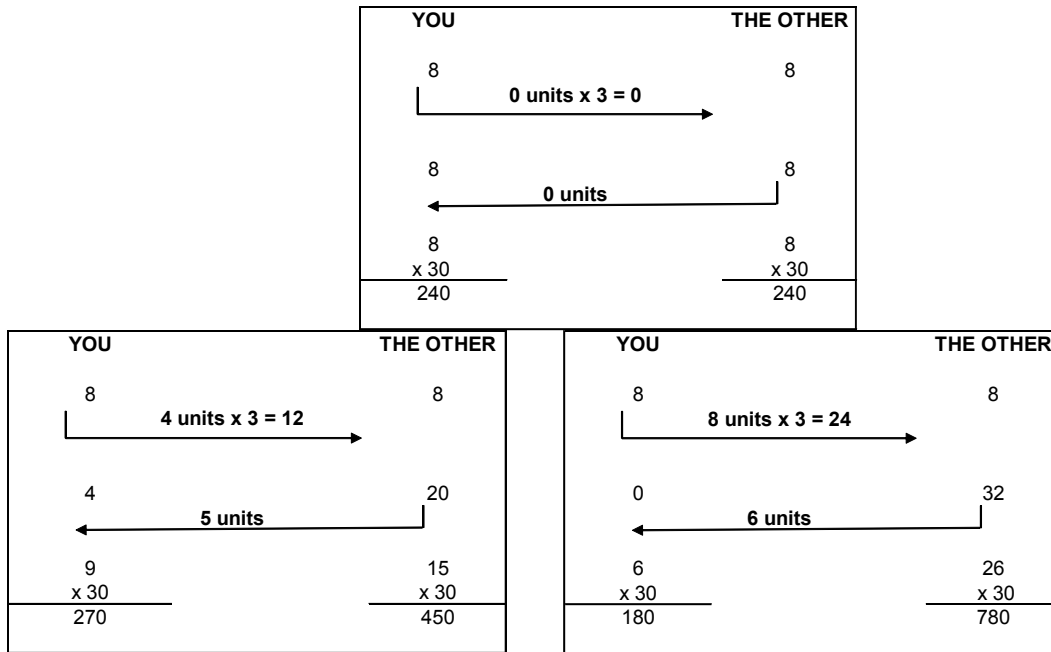 YOU THE OTHER
8 8
0 units x 3 = 0
8 8
0 units
8 8
x 30 x 30
240 240
YOU THE OTHER
8 8
4 units x 3 = 12
4 20
5 units
9 15
x 30 x 30
270 450
YOU THE OTHER
8 8
8 units x 3 = 24
0 32
6 units
6 26
x 30 x 30
180 780